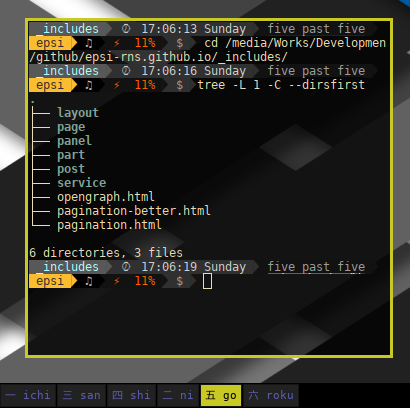 _includes ⌚ 17:06:13 Sunday five past five
epsi ♫ ⚡ 11% $ cd /media/Works/Developmen
/github/epsi-rns.github.io/_includes/
_includes ⌚ 17:06:16 Sunday five past five
epsi ♫ ⚡ 11% $ tree -L 1 -C --dirsfirst
.
├── layout
├── page
├── panel
├── part
├── post
├── service
├── opengraph.html
├── pagination-better.html
└── pagination.html
6 directories, 3 files
_includes ⌚ 17:06:19 Sunday five past five
epsi ♫ ⚡ 11% $
一 ichi 三 san 四 shi 二 ni 五 go 六 roku